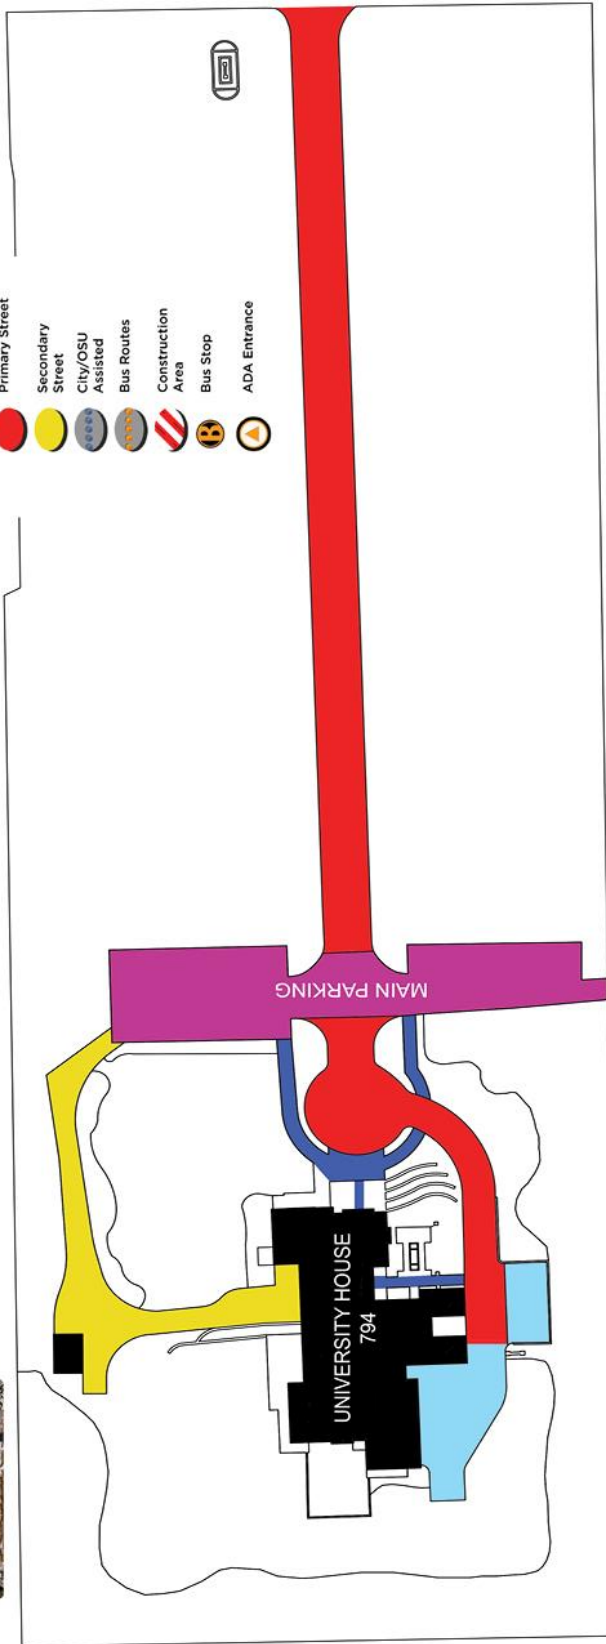 Primary Street
Secondary
Street
City/OSU
Assisted
Bus Routes
Construction
Area
B
Bus Stop
ADA Entrance
MAIN PARKING
UNIVERSITY HOUSE
794